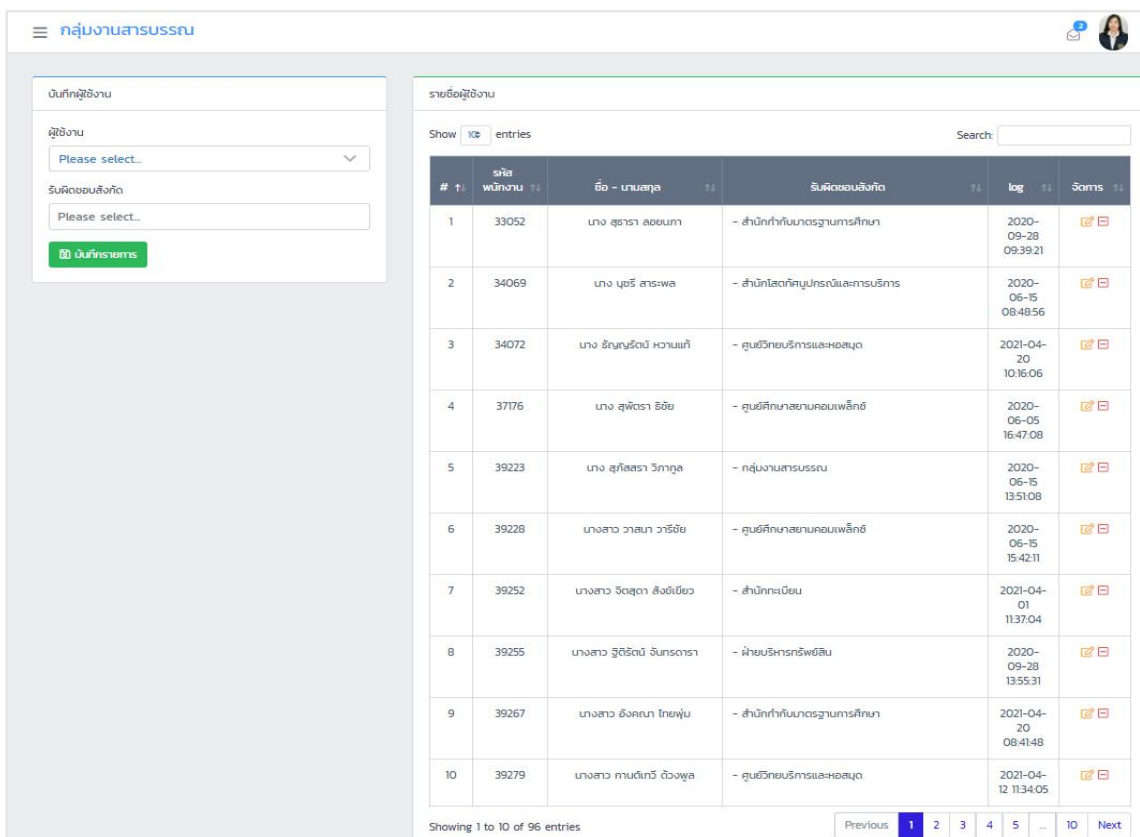 กลุ่มงานสารบรรณ
2
บันทึกผู้ใช้งาน
ผู้ใช้งาน
Please select...
รับผิดชอบสังกัด
Please select...
บันทึกรายการ
รายชื่อผู้ใช้งาน
Show 10 entries
Search:
# รหัสพนักงาน ชื่อ - นามสกุล รับผิดชอบสังกัด log จัดการ
1 33052 นาง สุธารา ลอยนภา - สำนักกำกับมาตรฐานการศึกษา 2020-09-28 09:39:21
2 34069 นาง นุชรี สาระพล - สำนักโสตทัศนูปกรณ์และการบริการ 2020-06-15 08:48:56
3 34072 นาง ธัญญรัตน์ หวานแท้ - ศูนย์วิทยบริการและหอสมุด 2021-04-20 10:16:06
4 37176 นาง สุพัตรา ธิชัย - ศูนย์ศึกษาสยามคอมเพล็กซ์ 2020-06-05 16:47:08
5 39223 นาง สุภัสสรา วิภากูล - กลุ่มงานสารบรรณ 2020-06-15 13:51:08
6 39228 นางสาว วาสนา วารีชัย - ศูนย์ศึกษาสยามคอมเพล็กซ์ 2020-06-15 15:42:11
7 39252 นางสาว จิตสุดา สังข์เขียว - สำนักทะเบียน 2021-04-01 11:37:04
8 39255 นางสาว ฐิติรัตน์ จันทรดารา - ฝ่ายบริหารทรัพย์สิน 2020-09-28 13:55:31
9 39267 นางสาว อังคณา ไทยพุ่ม - สำนักกำกับมาตรฐานการศึกษา 2021-04-20 08:41:48
10 39279 นางสาว กานต์เทวี ด้วงพูล - ศูนย์วิทยบริการและหอสมุด 2021-04-12 11:34:05
Showing 1 to 10 of 96 entries
Previous 1 2 3 4 5 ... 10 Next